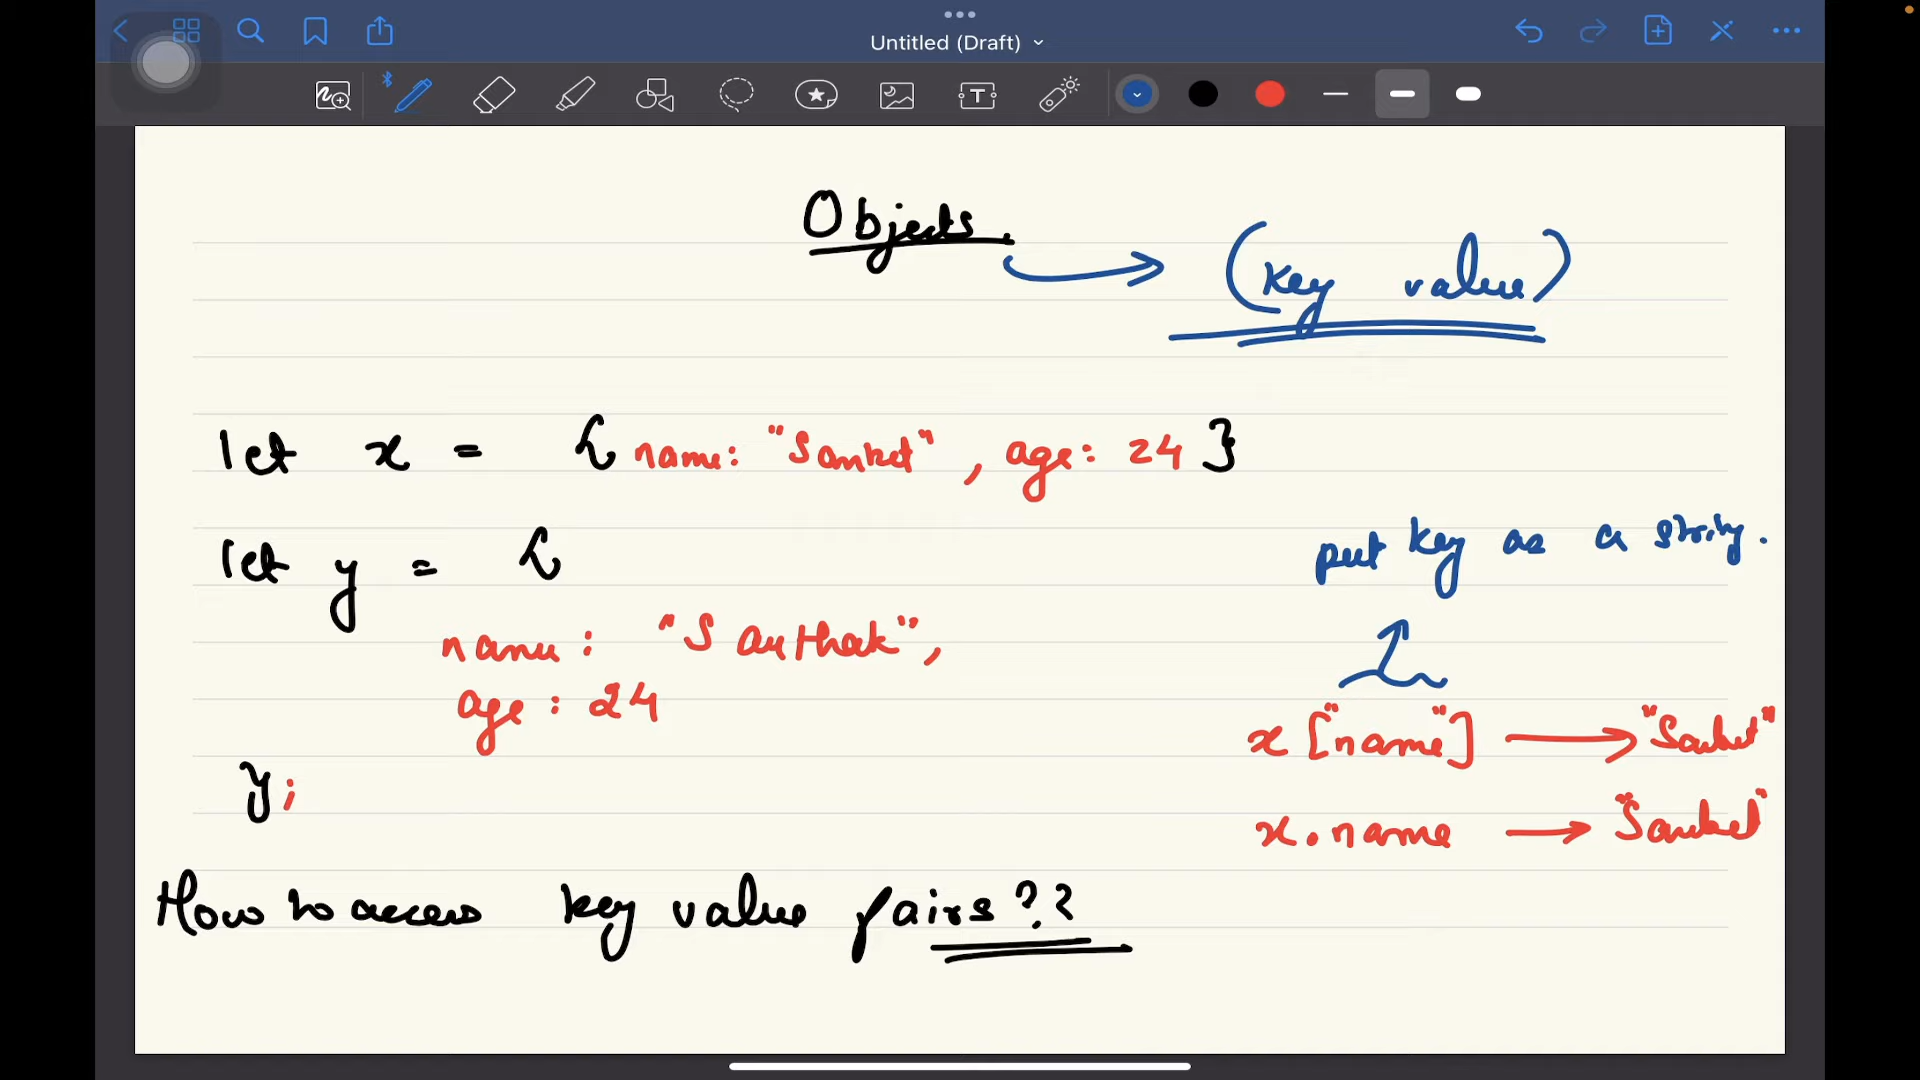 Untitled (Draft)
Objects.
(key value)
let x = { name: "Sanket", age: 24 }
let y = {
name: "Sarthak",
age: 24
};
put key as a string.
x["name"] → "Sanket"
x.name → "Sanket"
How to access key value pairs??